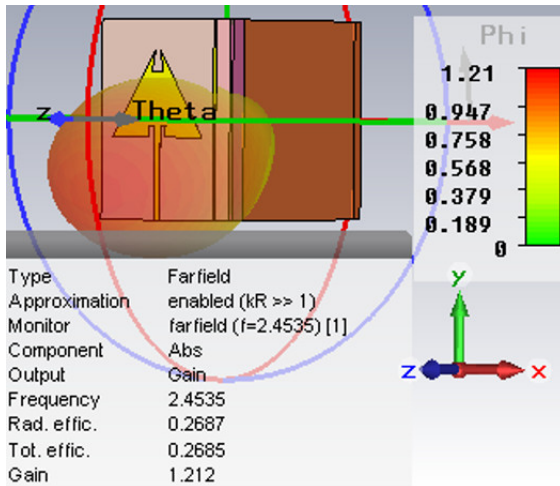 Phi
1.21
0.947
0.758
0.568
0.379
0.189
0
z
Theta
Type Farfield
Approximation enabled (kR >> 1)
Monitor farfield (f=2.4535) [1]
Component Abs
Output Gain
Frequency 2.4535
Rad. effic. 0.2687
Tot. effic. 0.2685
Gain 1.212
y
z
x